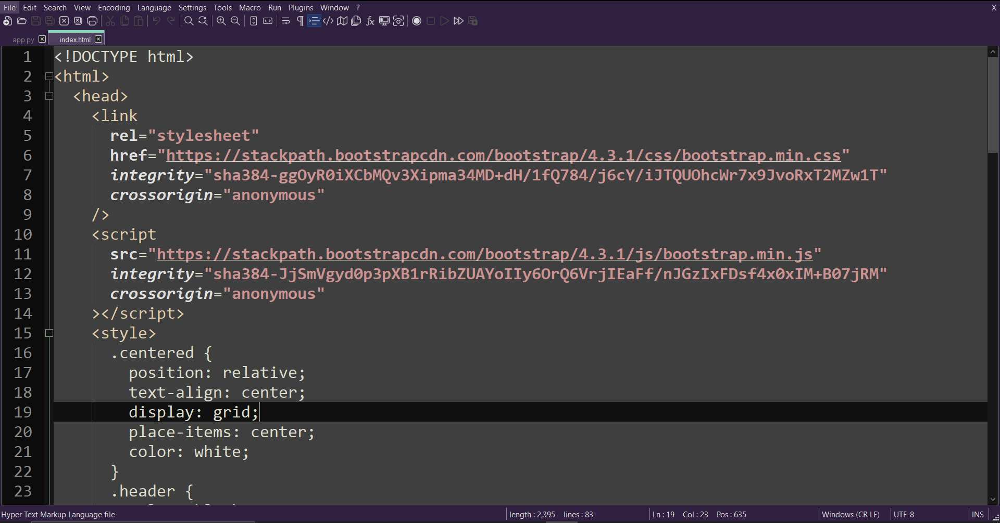 File Edit Search View Encoding Language Settings Tools Macro Run Plugins Window ? X
app.py index.html
1 <!DOCTYPE html>
2 <html>
3 <head>
4 <link
5 rel="stylesheet"
6 href="https://stackpath.bootstrapcdn.com/bootstrap/4.3.1/css/bootstrap.min.css"
7 integrity="sha384-ggOyR0iXCbMQv3Xipma34MD+dH/1fQ784/j6cY/iJTQUOhcWr7x9JvoRxT2MZw1T"
8 crossorigin="anonymous"
9 />
10 <script
11 src="https://stackpath.bootstrapcdn.com/bootstrap/4.3.1/js/bootstrap.min.js"
12 integrity="sha384-JjSmVgyd0p3pXB1rRibZUAYoIIy6OrQ6VrjIEaFf/nJGzIxFDsf4x0xIM+B07jRM"
13 crossorigin="anonymous"
14 ></script>
15 <style>
16 .centered {
17 position: relative;
18 text-align: center;
19 display: grid;
20 place-items: center;
21 color: white;
22 }
23 .header {
Hyper Text Markup Language file length : 2,395 lines : 83 Ln : 19 Col : 23 Pos : 635 Windows (CR LF) UTF-8 INS